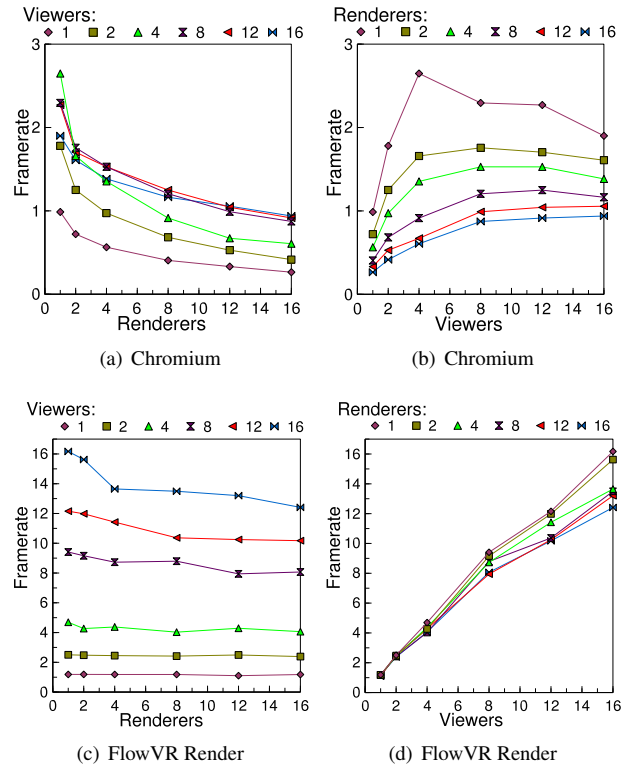 Viewers:
1 2 4 8 12 16
3
2
1
0
Framerate
0 2 4 6 8 10 12 14 16
Renderers
(a) Chromium
Renderers:
1 2 4 8 12 16
3
2
1
0
Framerate
0 2 4 6 8 10 12 14 16
Viewers
(b) Chromium
Viewers:
1 2 4 8 12 16
16
14
12
10
8
6
4
2
0
Framerate
0 2 4 6 8 10 12 14 16
Renderers
(c) FlowVR Render
Renderers:
1 2 4 8 12 16
16
14
12
10
8
6
4
2
0
Framerate
0 2 4 6 8 10 12 14 16
Viewers
(d) FlowVR Render